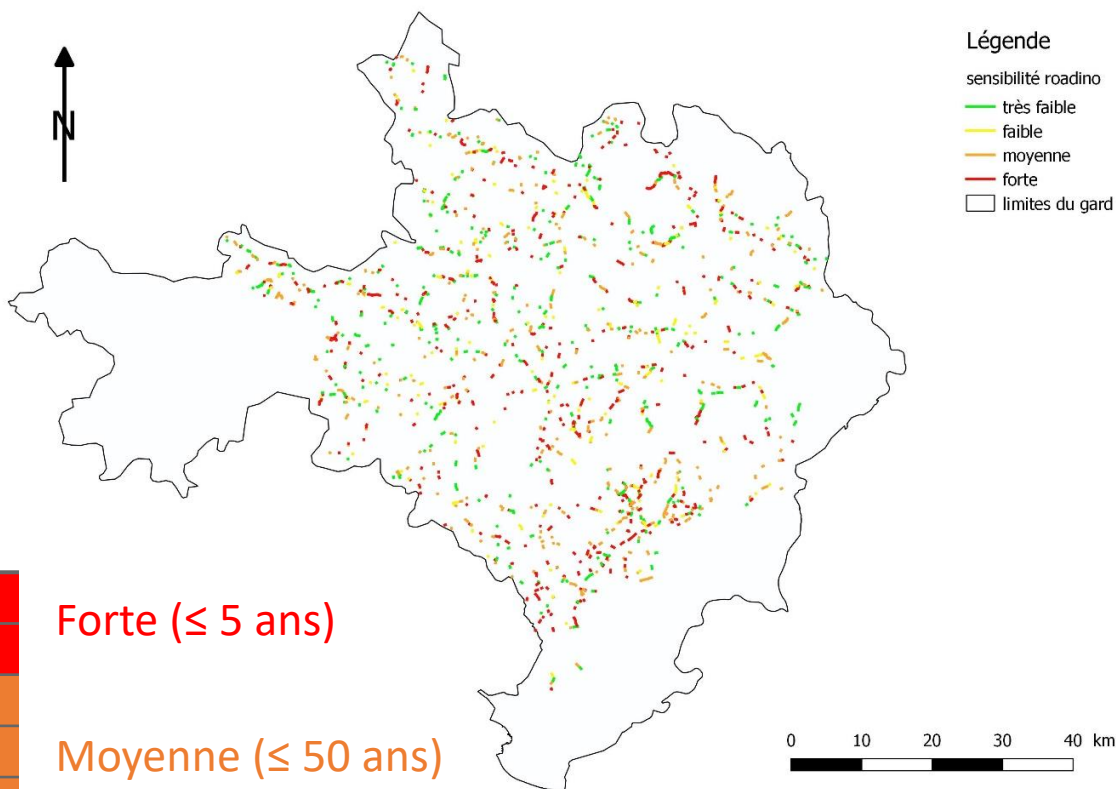 N
Légende
sensibilité roadino
très faible
faible
moyenne
forte
limites du gard
Forte (≤ 5 ans)
Moyenne (≤ 50 ans)
0 10 20 30 40 km